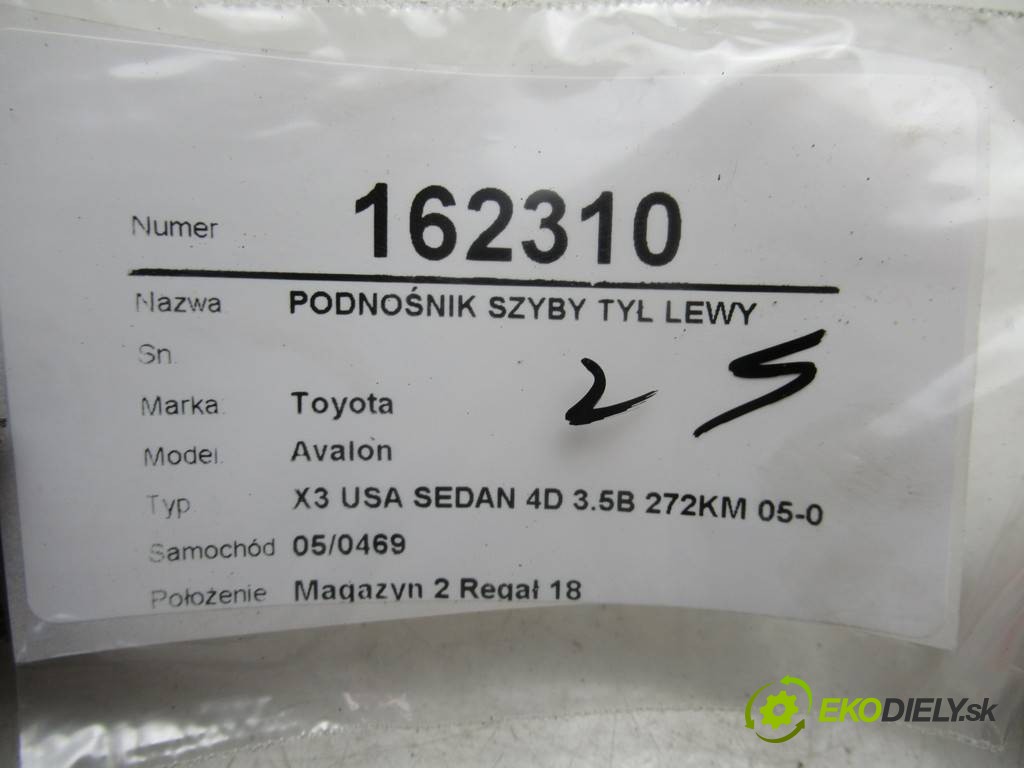 Numer 162310
Nazwa PODNOŚNIK SZYBY TYŁ LEWY
Sn.
2 5
Marka Toyota
Model Avalon
Typ X3 USA SEDAN 4D 3.5B 272KM 05-0
Samochód 05/0469
Położenie Magazyn 2 Regał 18
EKODIELY.sk